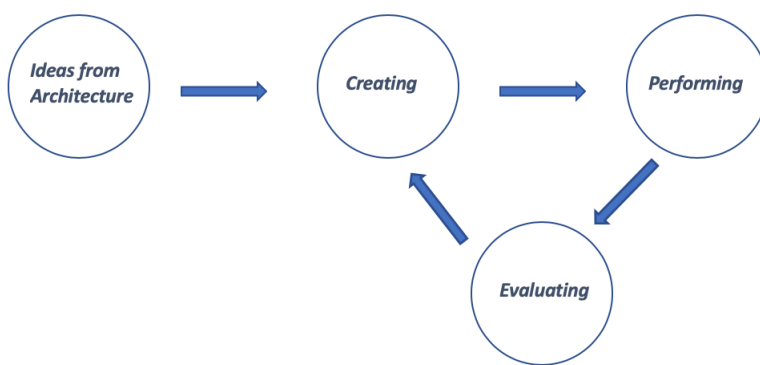 Ideas from
Architecture
Creating
Performing
Evaluating